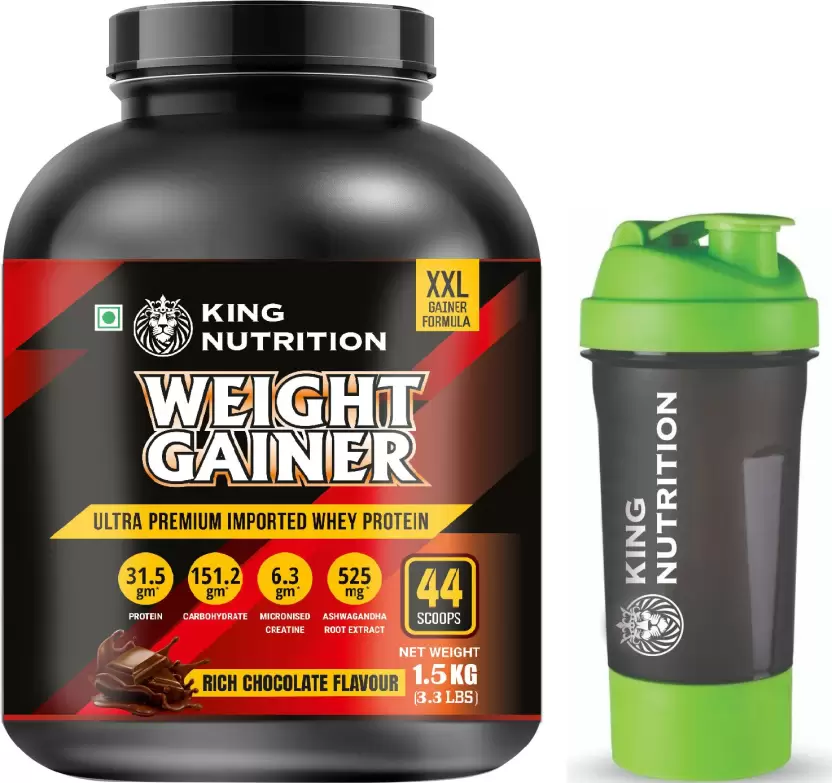 XXL
GAINER
FORMULA
KING
NUTRITION
WEIGHT
GAINER
ULTRA PREMIUM IMPORTED WHEY PROTEIN
31.5
gm*
PROTEIN
151.2
gm*
CARBOHYDRATE
6.3
gm*
MICRONISED
CREATINE
525
mg*
ASHWAGANDHA
ROOT EXTRACT
44
SCOOPS
NET WEIGHT
1.5 KG
(3.3 LBS)
RICH CHOCOLATE FLAVOUR
KING
NUTRITION